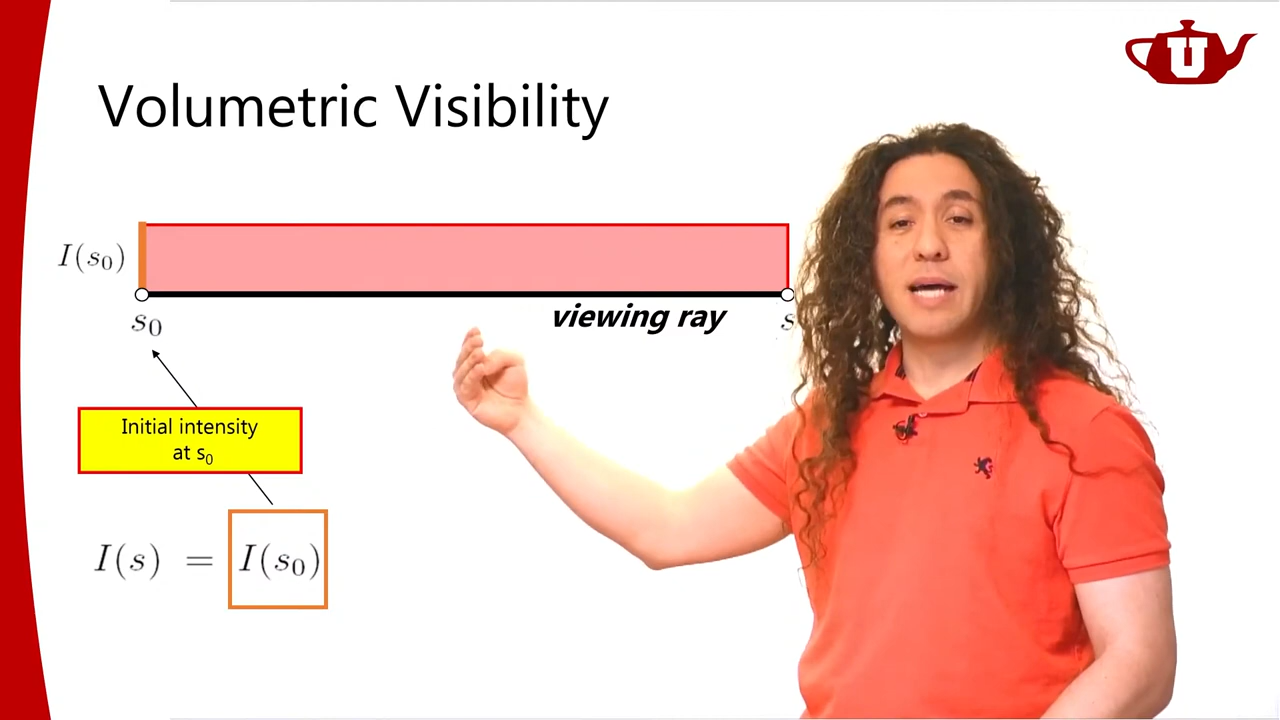 U
Volumetric Visibility
I(s₀)
viewing ray
s₀
s
Initial intensity
at s₀
I(s) = I(s₀)